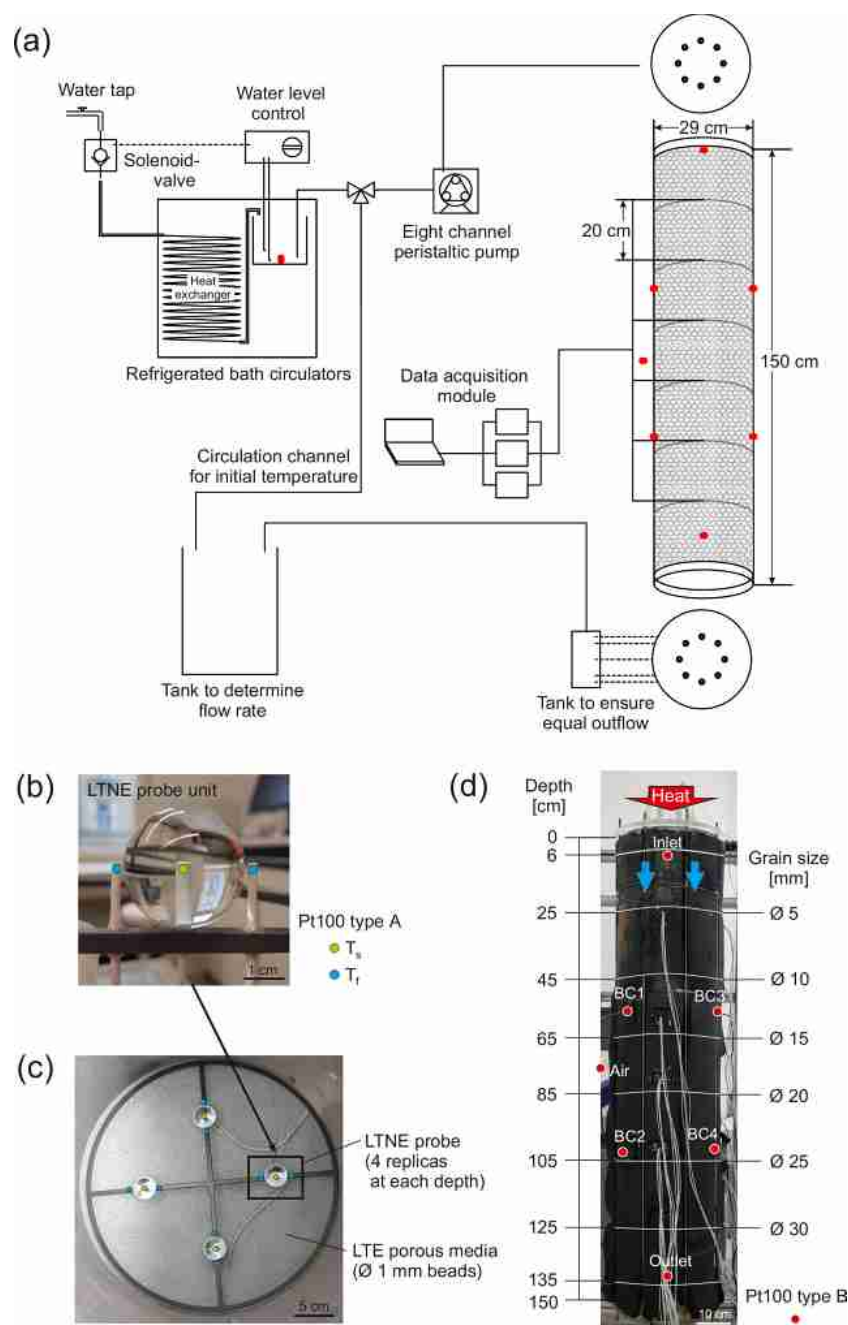 (a)
Water tap
Water level
control
Solenoid-
valve
Heat
exchanger
Refrigerated bath circulators
Eight channel
peristaltic pump
29 cm
20 cm
150 cm
Data acquisition
module
Circulation channel
for initial temperature
Tank to determine
flow rate
Tank to ensure
equal outflow
(b)
LTNE probe unit
1 cm
Pt100 type A
Ts
Tf
(c)
LTNE probe
(4 replicas
at each depth)
LTE porous media
(Ø 1 mm beads)
5 cm
(d)
Depth
[cm]
Heat
0
Inlet
6
Grain size
[mm]
25
Ø 5
45
Ø 10
BC1
BC3
65
Ø 15
Air
85
Ø 20
BC2
BC4
105
Ø 25
125
Ø 30
Outlet
135
150
10 cm
Pt100 type B